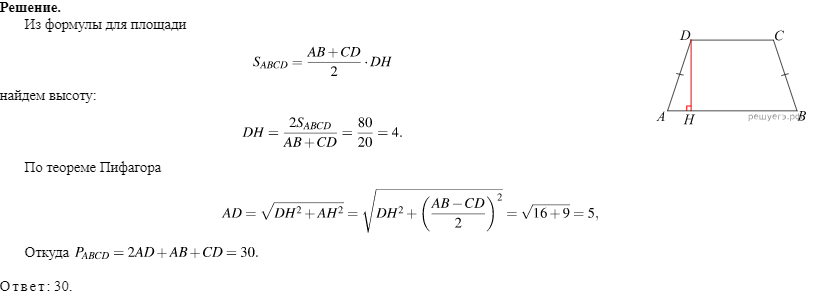 Решение.
Из формулы для площади
S_{ABCD} = \frac{AB+CD}{2} \cdot DH
найдем высоту:
DH = \frac{2S_{ABCD}}{AB+CD} = \frac{80}{20} = 4.
По теореме Пифагора
AD = \sqrt{DH^2+AH^2} = \sqrt{DH^2+\left(\frac{AB-CD}{2}\right)^2} = \sqrt{16+9} = 5,
Откуда P_{ABCD} = 2AD+AB+CD = 30.
Ответ: 30.
D C
A H B
решуегэ.рф